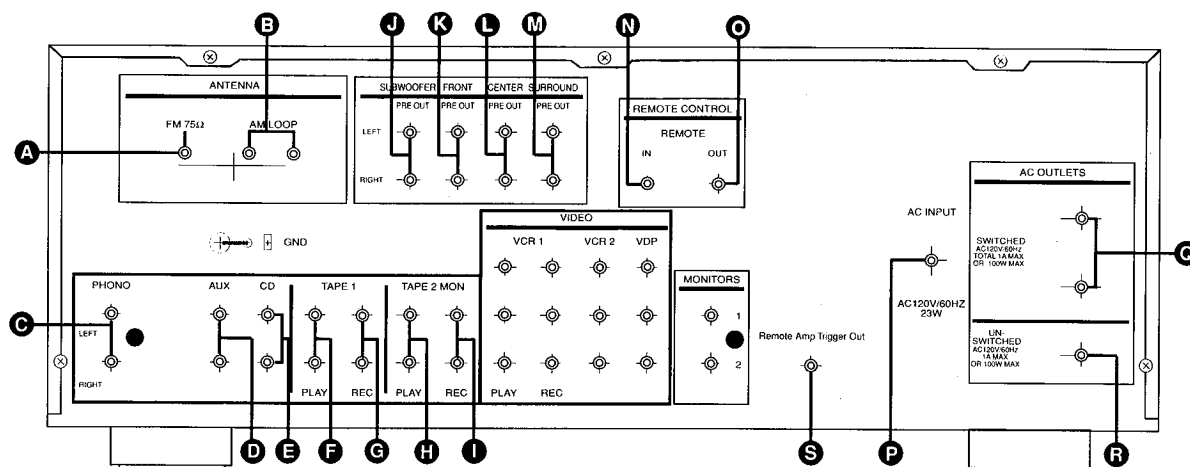 B J K L M N O
ANTENNA
FM 75Ω AM LOOP
A
SUBWOOFER FRONT CENTER SURROUND
PRE OUT PRE OUT PRE OUT PRE OUT
LEFT
RIGHT
REMOTE CONTROL
REMOTE
IN OUT
AC OUTLETS
AC INPUT
SWITCHED
AC120V/60Hz
TOTAL 1A MAX
OR 100W MAX
Q
AC120V/60HZ
23W
UN-
SWITCHED
AC120V/60Hz
1A MAX
OR 100W MAX
GND
VIDEO
VCR 1 VCR 2 VDP
PHONO AUX CD TAPE 1 TAPE 2 MON
C
LEFT
RIGHT
PLAY REC PLAY REC PLAY REC
MONITORS
1
2
Remote Amp Trigger Out
D E F G H I S P R